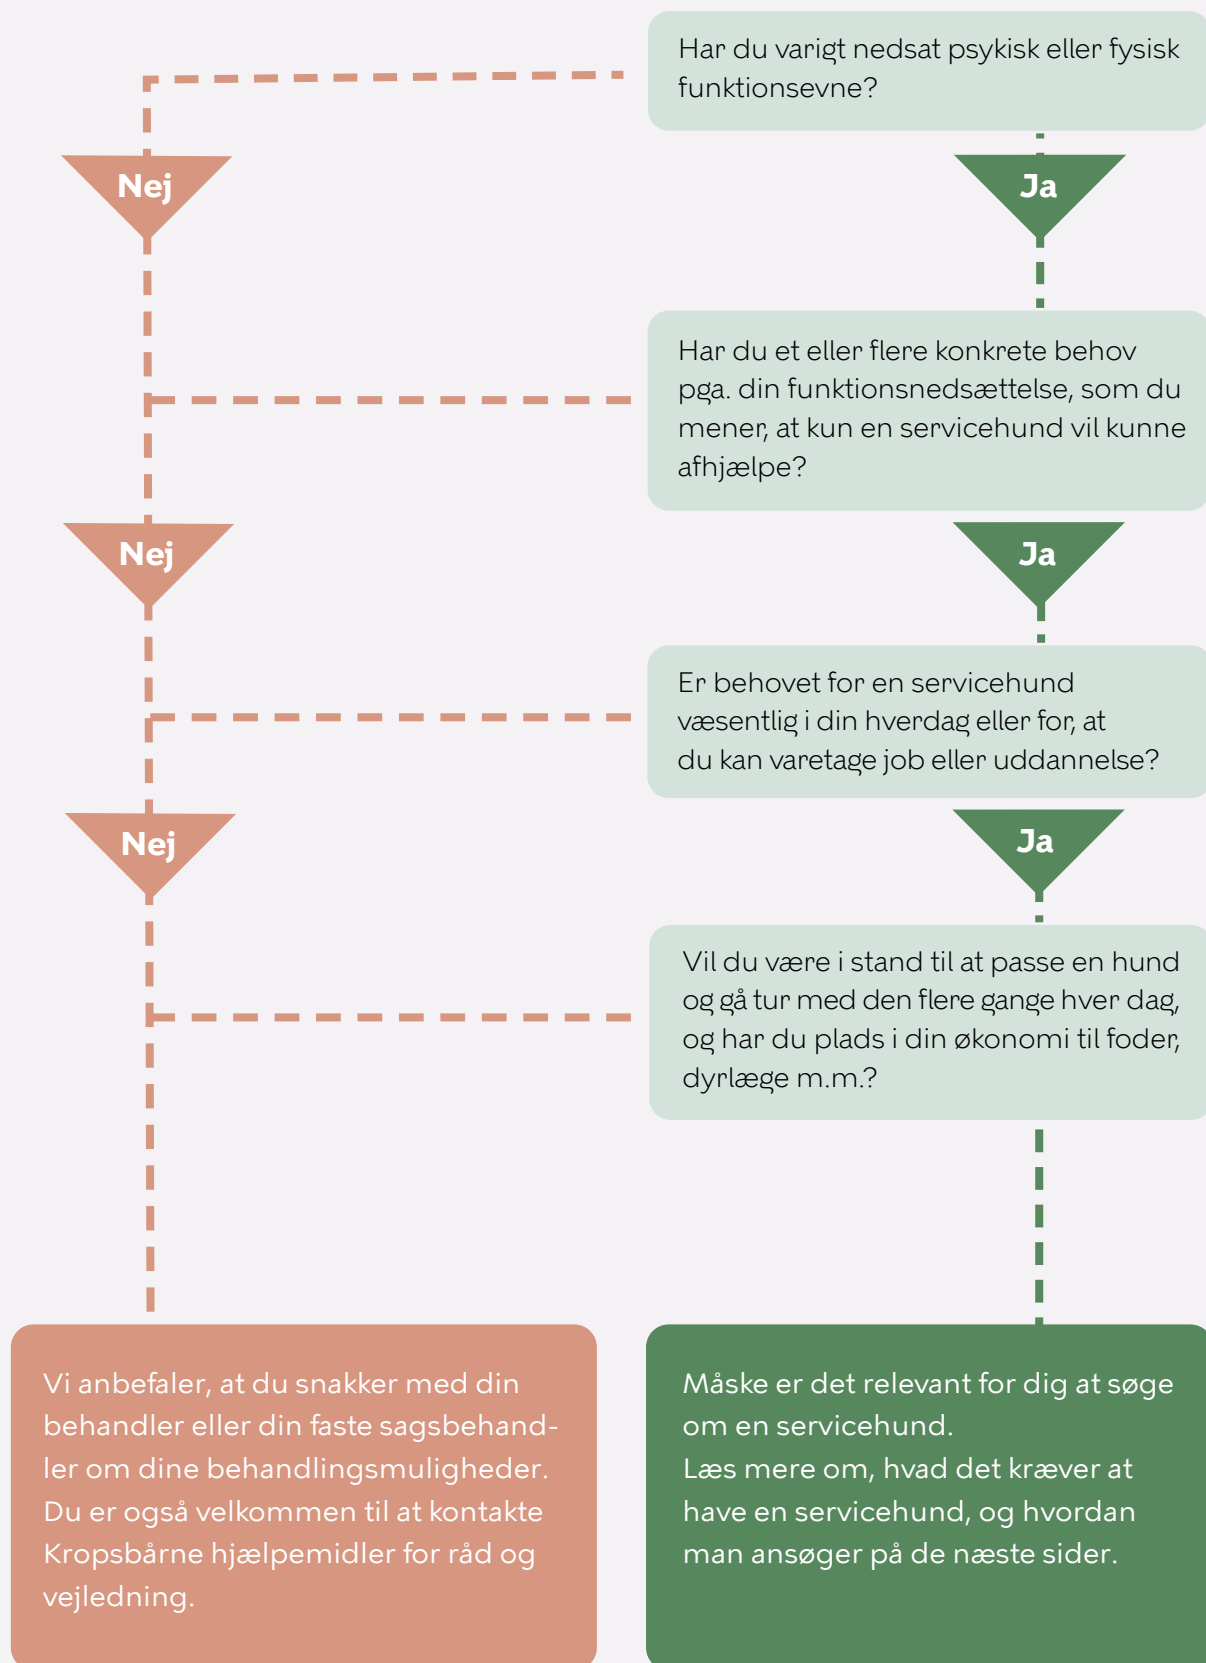 Har du varigt nedsat psykisk eller fysisk
funktionsevne?
Nej
Ja
Har du et eller flere konkrete behov
pga. din funktionsnedsættelse, som du
mener, at kun en servicehund vil kunne
afhjælpe?
Nej
Ja
Er behovet for en servicehund
væsentlig i din hverdag eller for, at
du kan varetage job eller uddannelse?
Nej
Ja
Vil du være i stand til at passe en hund
og gå tur med den flere gange hver dag,
og har du plads i din økonomi til foder,
dyrlæge m.m.?
Vi anbefaler, at du snakker med din
behandler eller din faste sagsbehand-
ler om dine behandlingsmuligheder.
Du er også velkommen til at kontakte
Kropsbårne hjælpemidler for råd og
vejledning.
Måske er det relevant for dig at søge
om en servicehund.
Læs mere om, hvad det kræver at
have en servicehund, og hvordan
man ansøger på de næste sider.